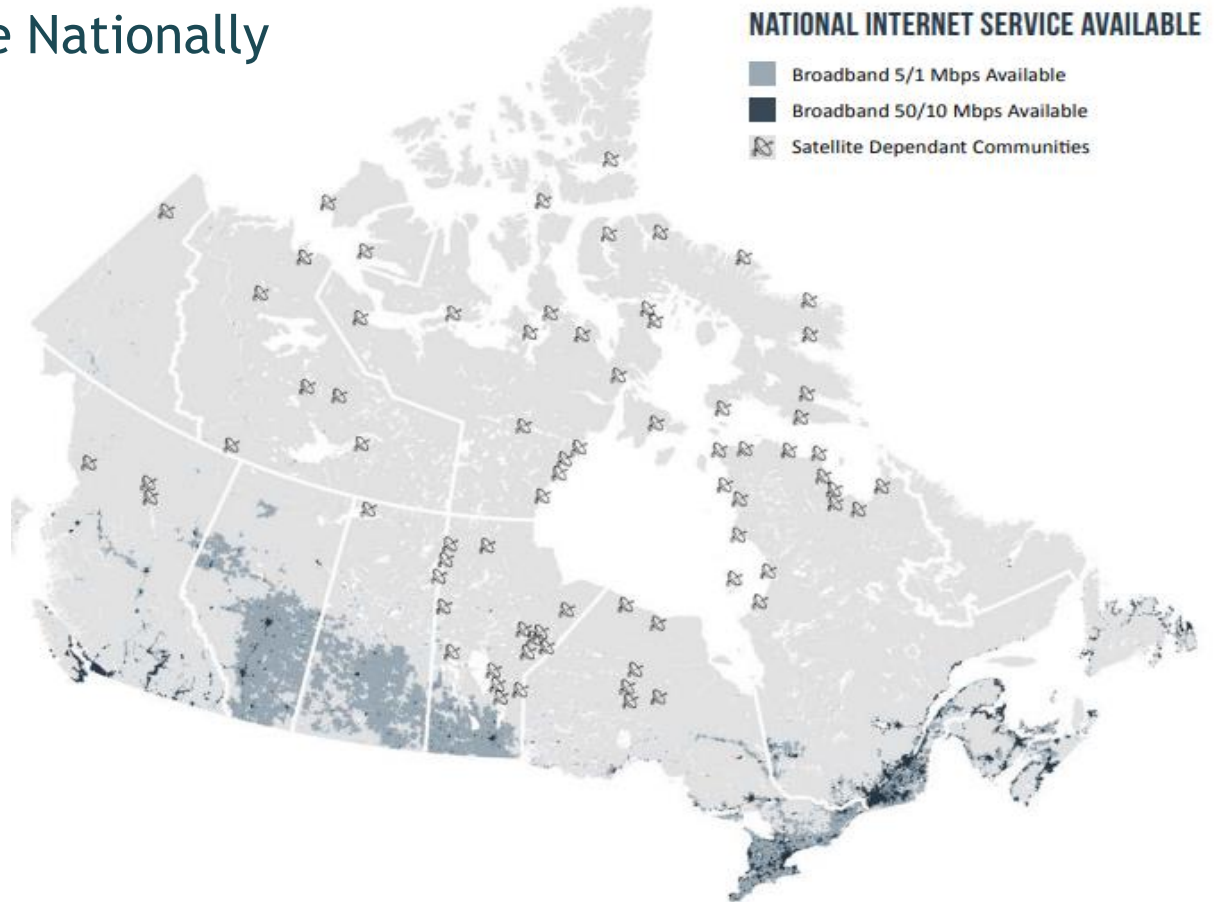 e Nationally
NATIONAL INTERNET SERVICE AVAILABLE
Broadband 5/1 Mbps Available
Broadband 50/10 Mbps Available
Satellite Dependant Communities